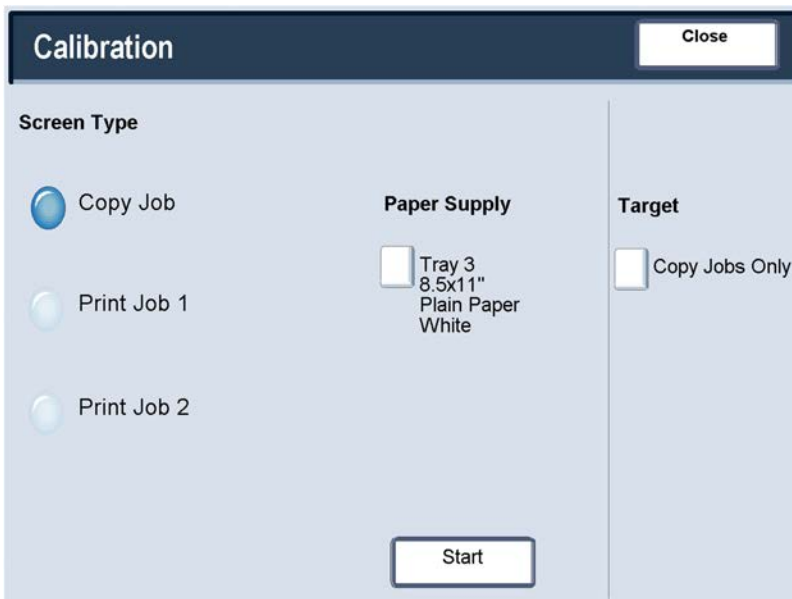 Calibration
Close
Screen Type
Copy Job
Print Job 1
Print Job 2
Paper Supply
Tray 3
8.5x11"
Plain Paper
White
Target
Copy Jobs Only
Start